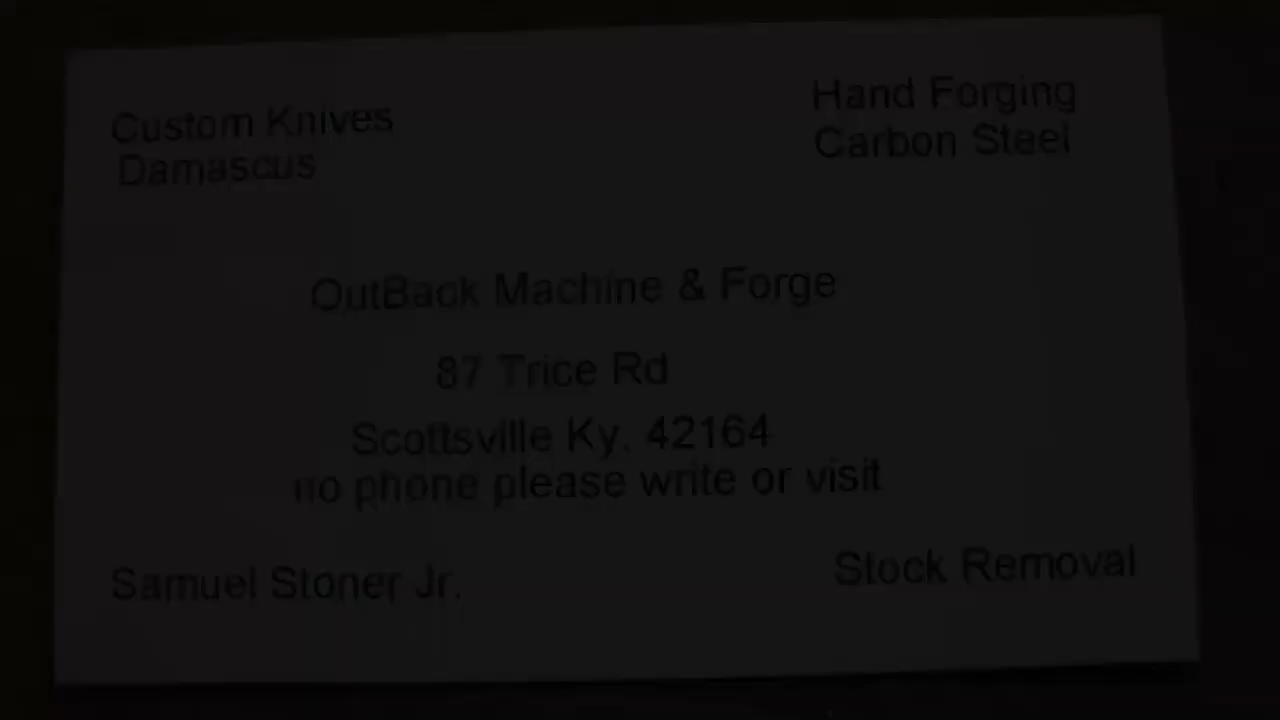 Custom Knives
Damascus
Hand Forging
Carbon Steel
OutBack Machine & Forge
87 Trice Rd
Scottsville Ky. 42164
no phone please write or visit
Samuel Stoner Jr.
Stock Removal